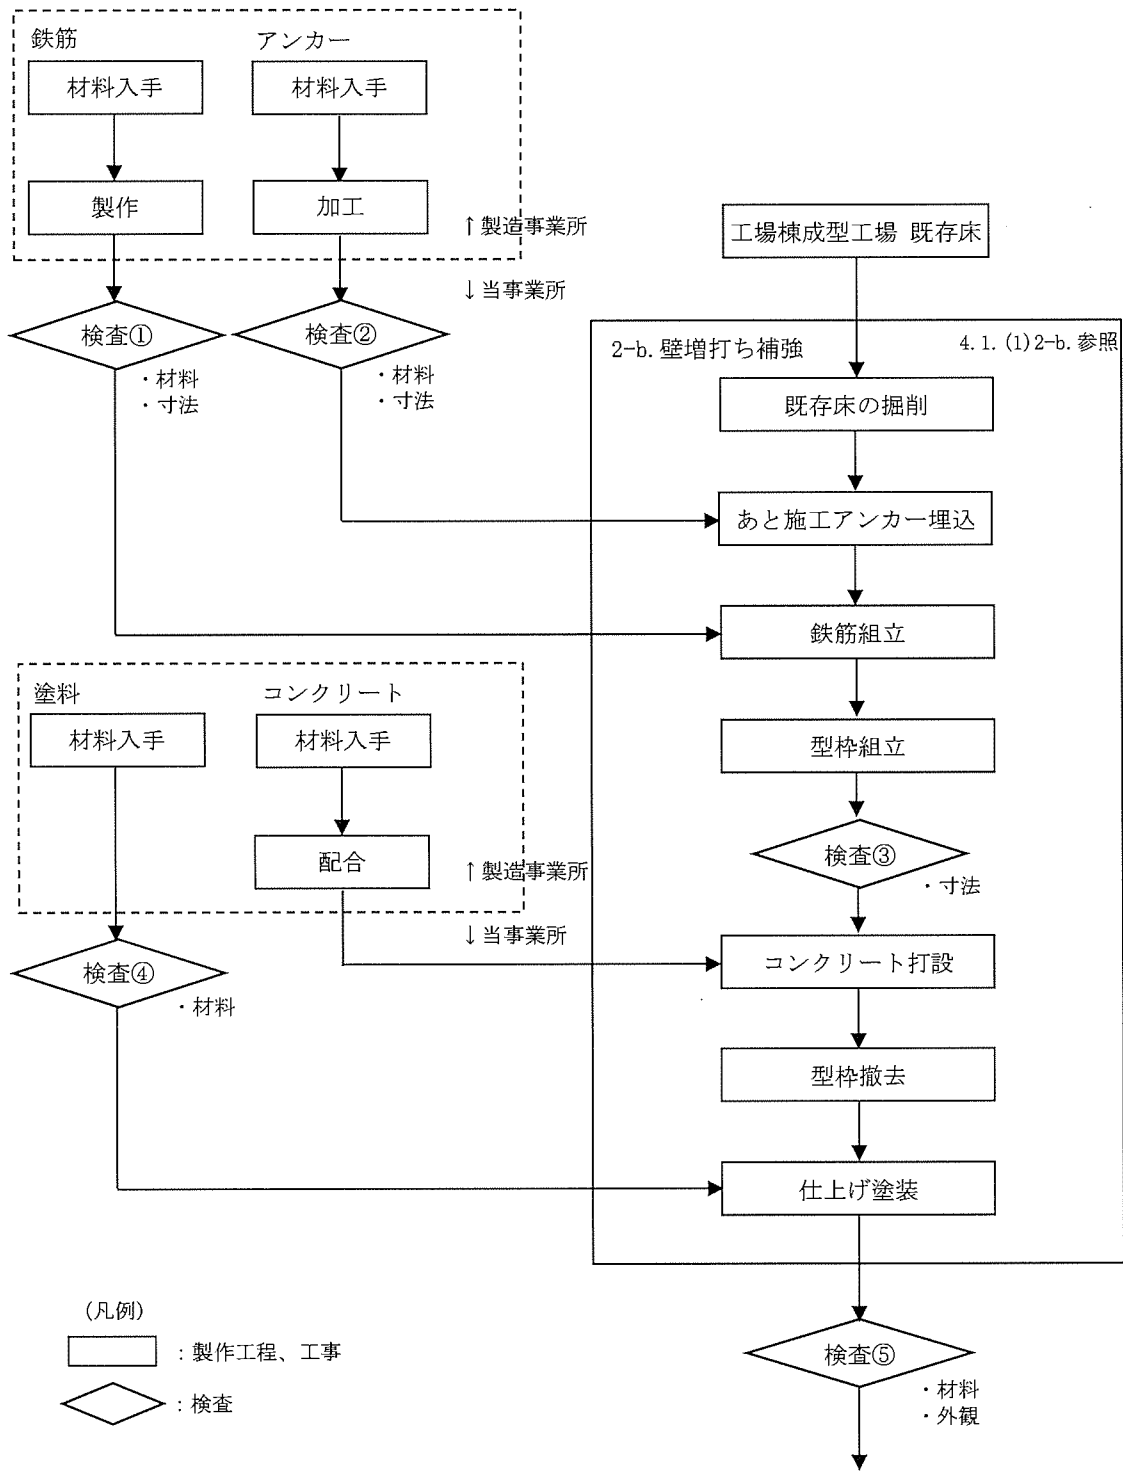 鉄筋
アンカー
材料入手
材料入手
製作
加工
↑製造事業所
↓当事業所
検査①
・材料
・寸法
検査②
・材料
・寸法
工場棟成型工場 既存床
2-b.壁増打ち補強
4.1.(1)2-b.参照
既存床の掘削
あと施工アンカー埋込
鉄筋組立
型枠組立
検査③
・寸法
塗料
コンクリート
材料入手
材料入手
配合
↑製造事業所
↓当事業所
検査④
・材料
コンクリート打設
型枠撤去
仕上げ塗装
検査⑤
・材料
・外観
(凡例)
：製作工程、工事
：検査